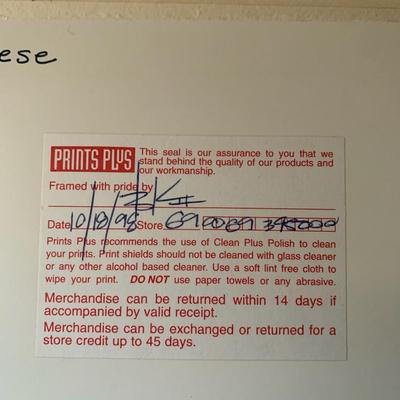 ese
PRINTS PLUS
This seal is our assurance to you that we
stand behind the quality of our products and
our workmanship.
Framed with pride by
Date 10/19/98 Store 69
Prints Plus recommends the use of Clean Plus Polish to clean
your prints. Print shields should not be cleaned with glass cleaner
or any other alcohol based cleaner. Use a soft lint free cloth to
wipe your print. DO NOT use paper towels or any abrasive.
Merchandise can be returned within 14 days if
accompanied by valid receipt.
Merchandise can be exchanged or returned for a
store credit up to 45 days.